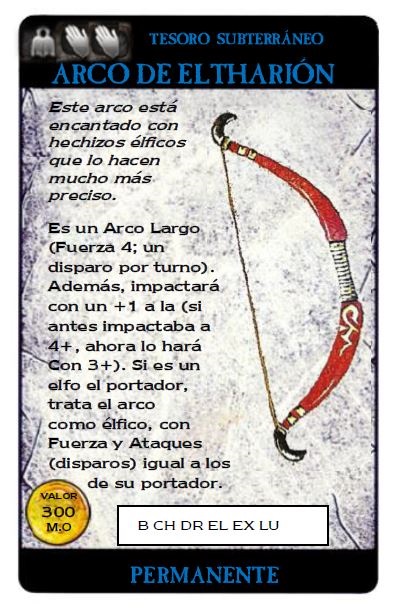 TESORO SUBTERRÁNEO
ARCO DE ELTHARIÓN
Este arco está
encantado con
hechizos élficos
que lo hacen
mucho más
preciso.
Es un Arco Largo
(Fuerza 4; un
disparo por turno).
Además, impactará
con un +1 a la (si
antes impactaba a
4+, ahora lo hará
Con 3+). Si es un
elfo el portador,
trata el arco
como élfico, con
Fuerza y Ataques
(disparos) igual a los
de su portador.
VALOR
300
M.O
B CH DR EL EX LU
PERMANENTE